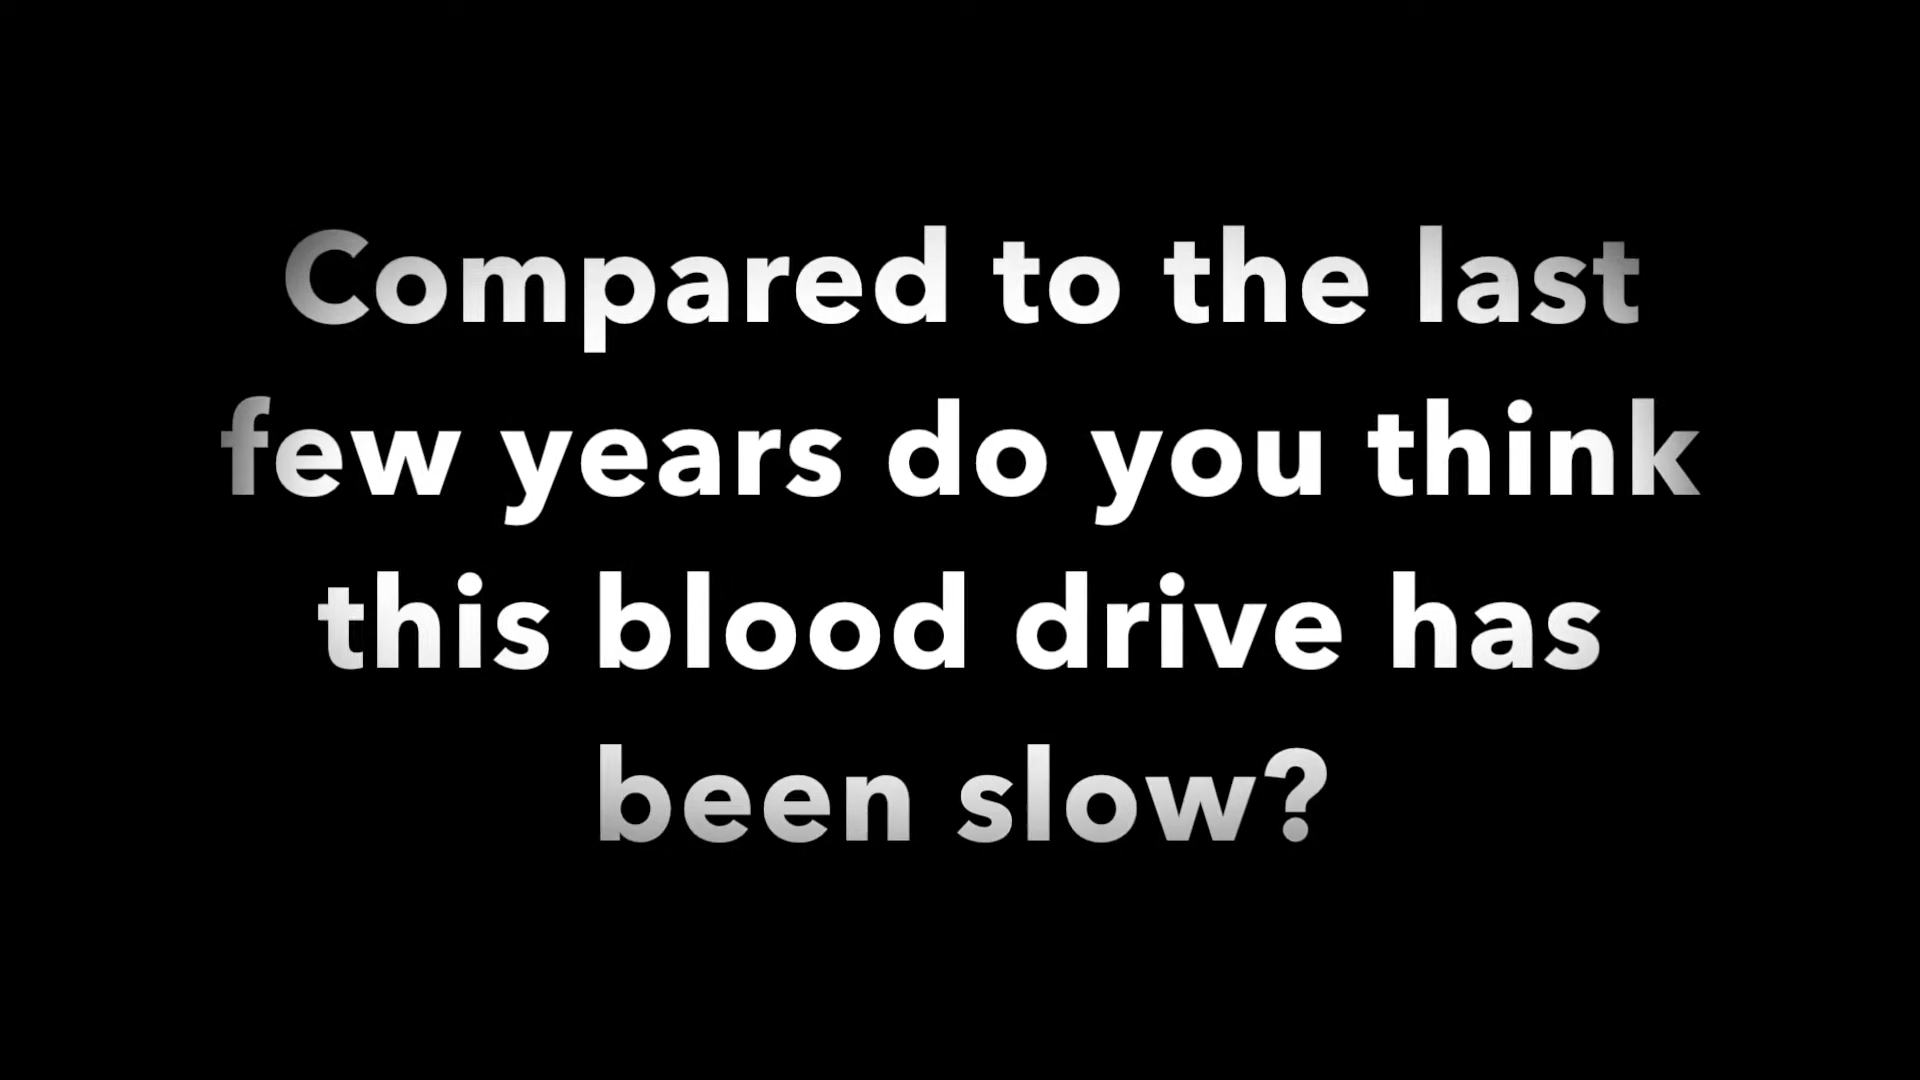 Compared to the last
few years do you think
this blood drive has
been slow?